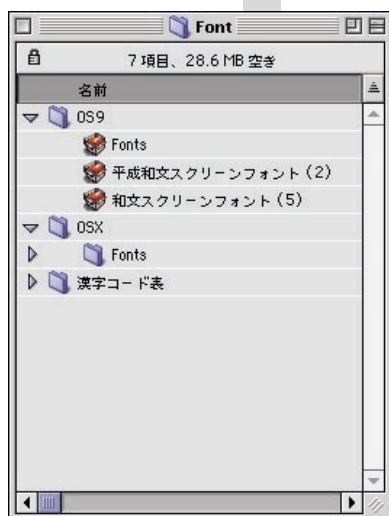 Font
7項目、28.6 MB 空き
名前
OS9
Fonts
平成和文スクリーンフォント (2)
和文スクリーンフォント (5)
OSX
Fonts
漢字コード表